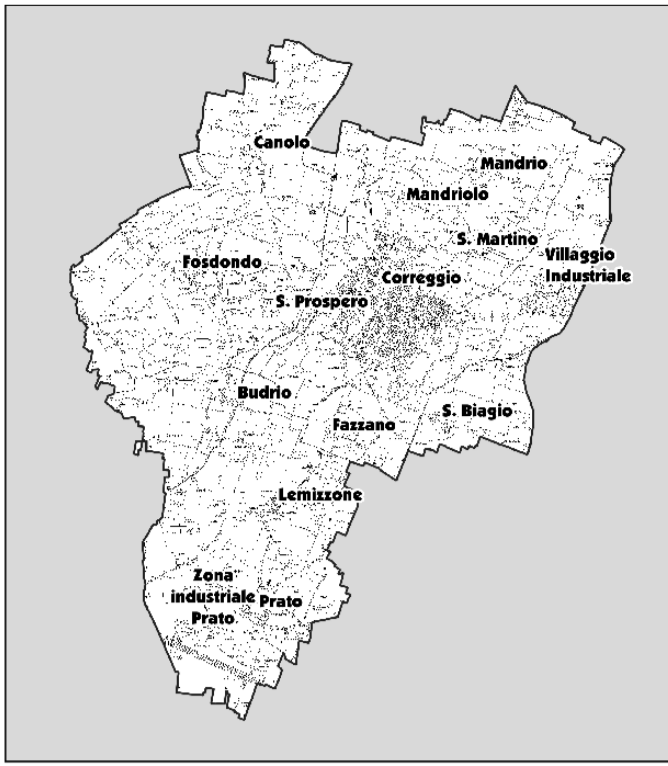 Canolo
Mandrio
Mandriolo
S. Martino
Villaggio
Industriale
Fosdondo
Correggio
S. Prospero
Budrio
S. Biagio
Fazzano
Lemizzone
Zona
industriale
Prato
Prato